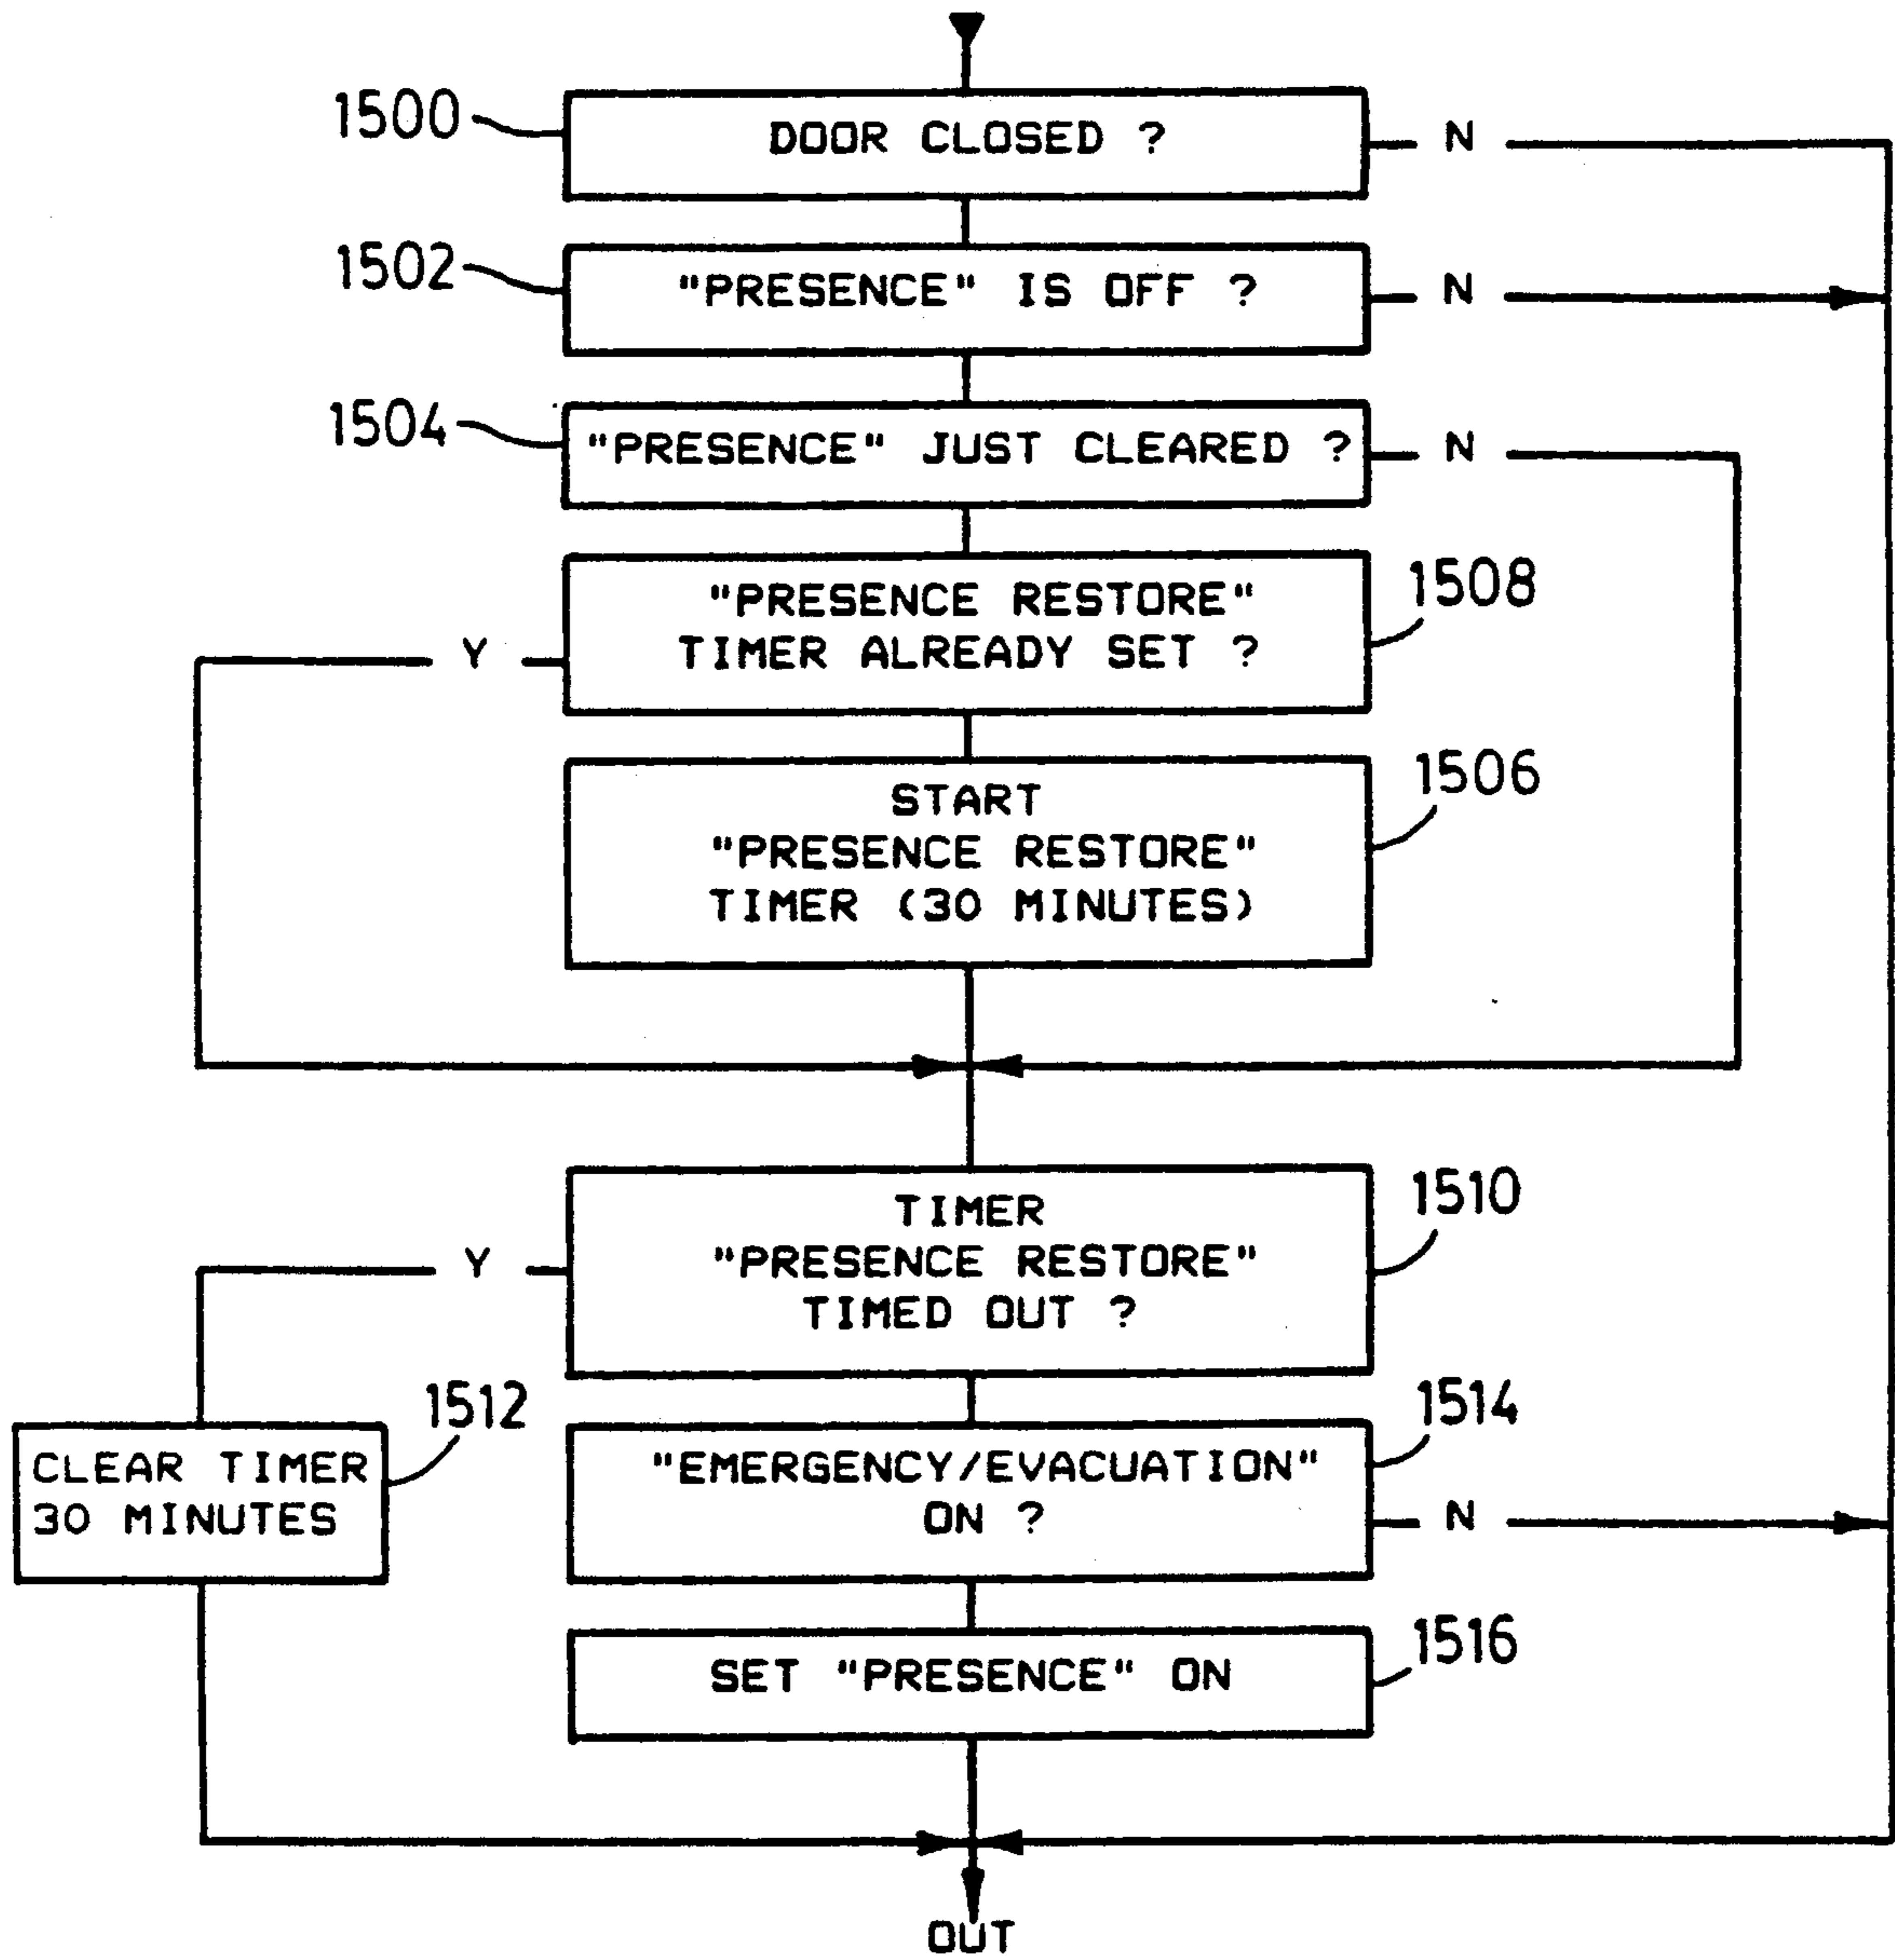 1500
DOOR CLOSED ?
N
1502
"PRESENCE" IS OFF ?
N
1504
"PRESENCE" JUST CLEARED ?
N
1508
"PRESENCE RESTORE"
TIMER ALREADY SET ?
Y
1506
START
"PRESENCE RESTORE"
TIMER (30 MINUTES)
1510
TIMER
"PRESENCE RESTORE"
TIMED OUT ?
Y
1512
CLEAR TIMER
30 MINUTES
1514
"EMERGENCY/EVACUATION"
ON ?
N
1516
SET "PRESENCE" ON
OUT